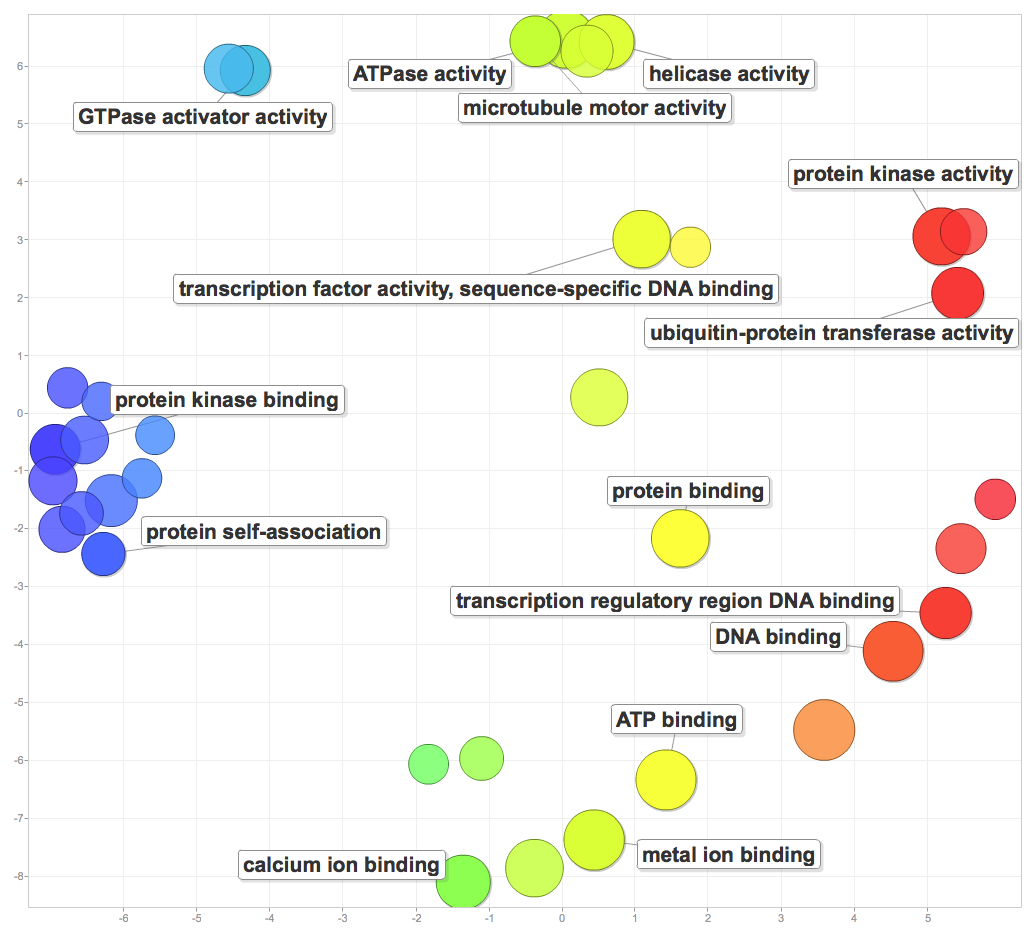 6
ATPase activity
helicase activity
microtubule motor activity
GTPase activator activity
5
4
protein kinase activity
3
transcription factor activity, sequence-specific DNA binding
2
ubiquitin-protein transferase activity
1
protein kinase binding
0
-1
protein binding
-2
protein self-association
-3
transcription regulatory region DNA binding
DNA binding
-4
-5
ATP binding
-6
-7
metal ion binding
calcium ion binding
-8
-6 -5 -4 -3 -2 -1 0 1 2 3 4 5